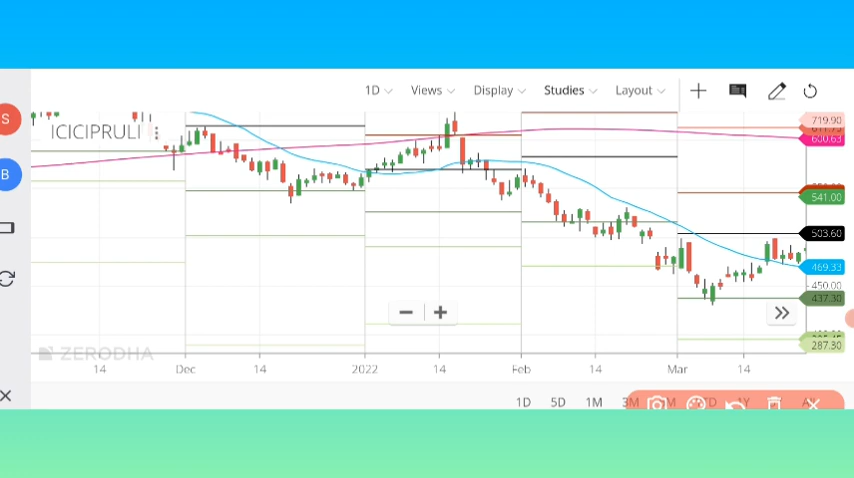 1D Views Display Studies Layout
S
ICICIPRULI
719.90
600.63
B
541.00
503.60
469.33
450.00
437.30
287.30
ZERODHA
14 Dec 14 2022 14 Feb 14 Mar 14
1D 5D 1M 3M